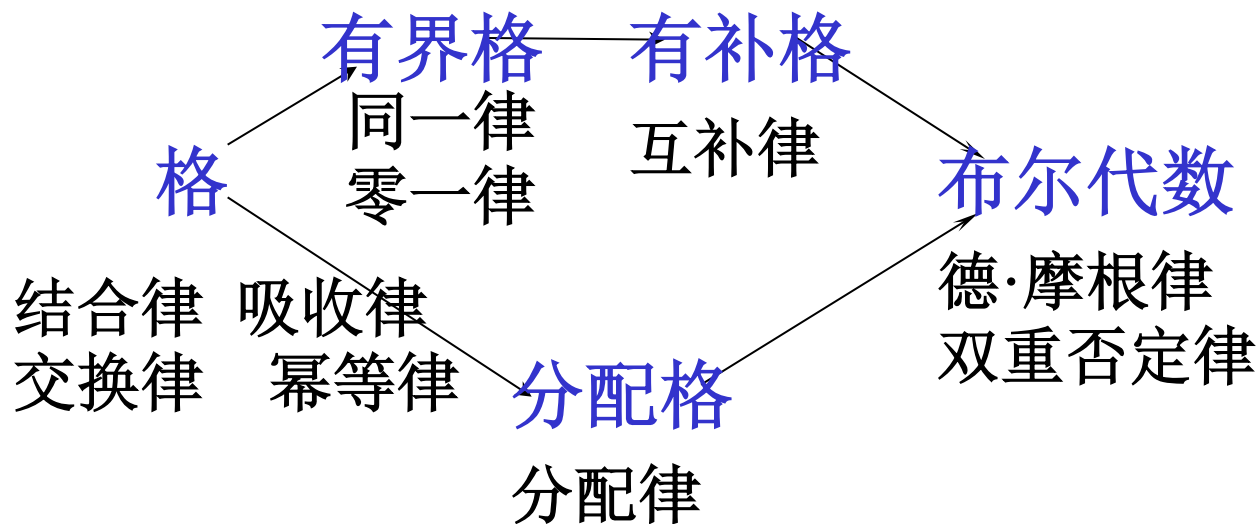 有界格
有补格
同一律
零一律
互补律
格
布尔代数
结合律 吸收律
交换律 幂等律
德·摩根律
双重否定律
分配格
分配律